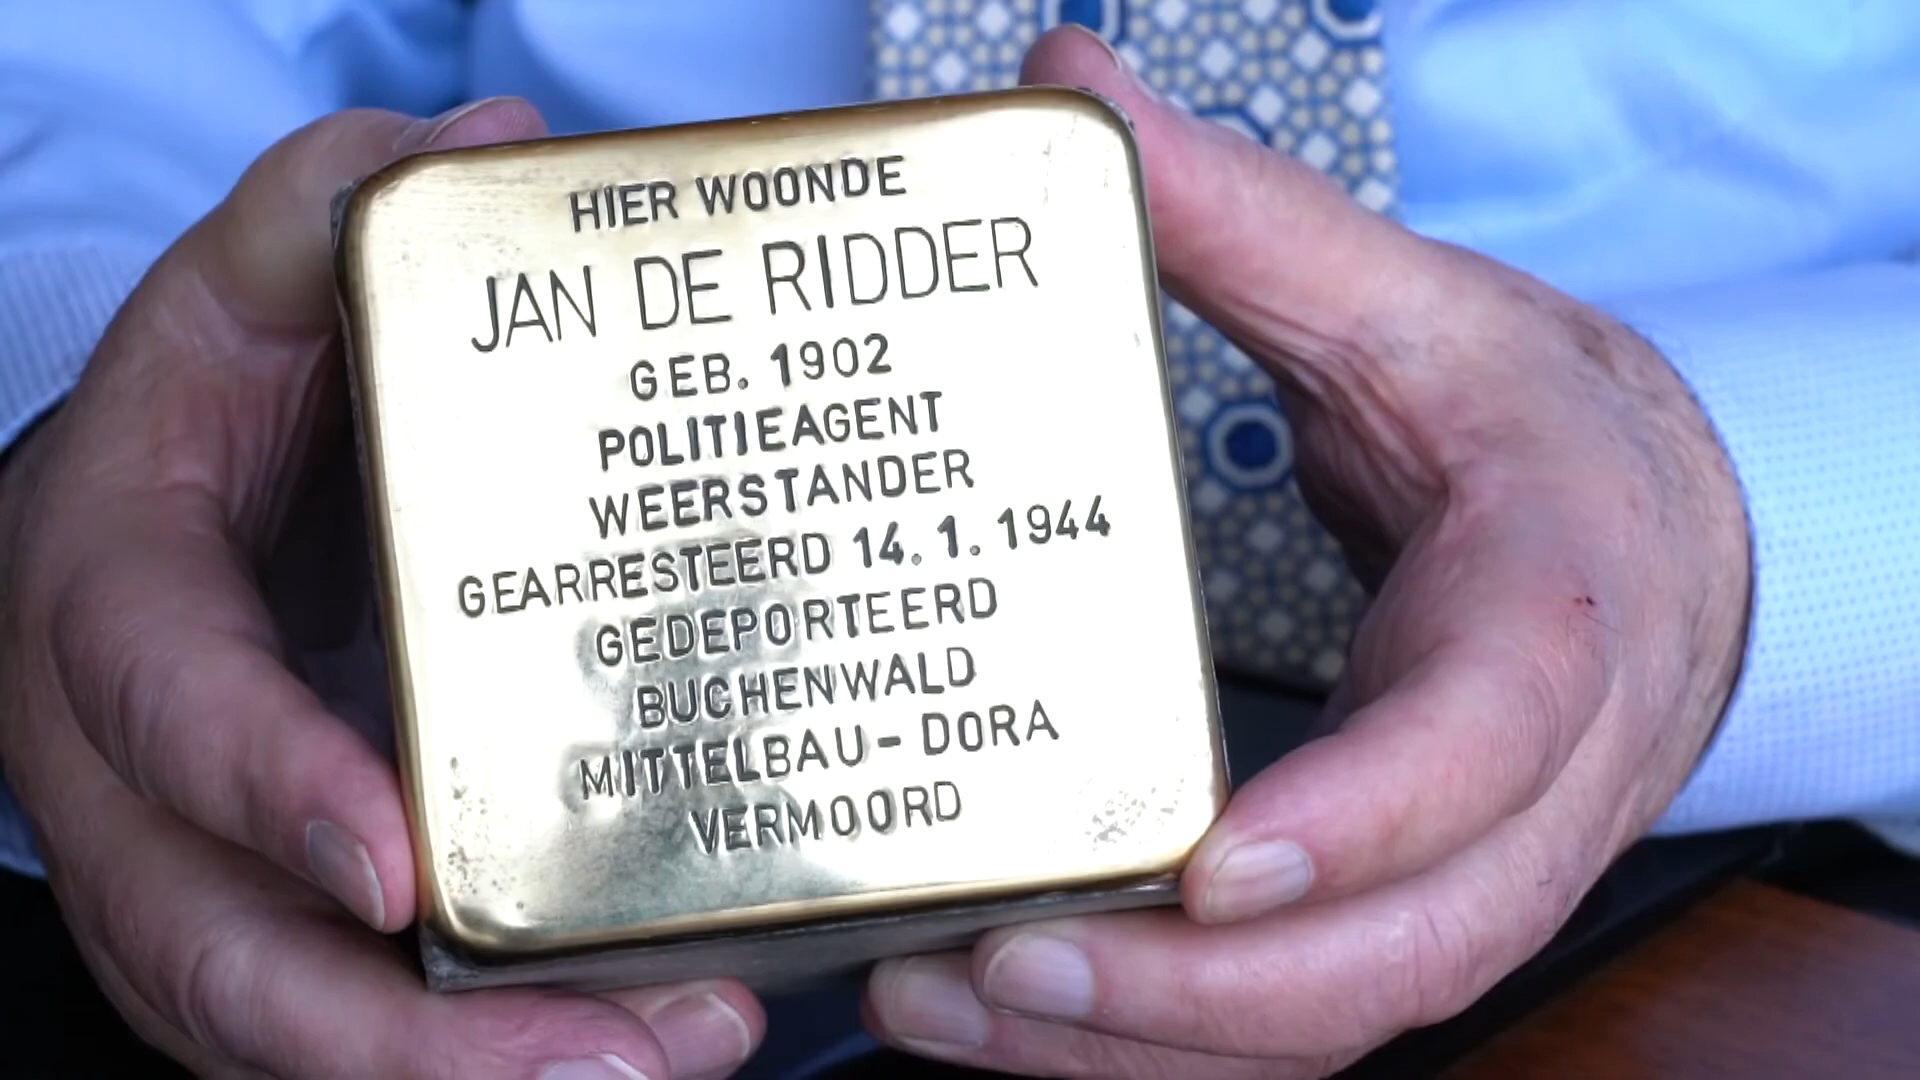 HIER WOONDE
JAN DE RIDDER
GEB. 1902
POLITIEAGENT
WEERSTANDER
GEARRESTEERD 14.1.1944
GEDEPORTEERD
BUCHENWALD
MITTELBAU-DORA
VERMOORD